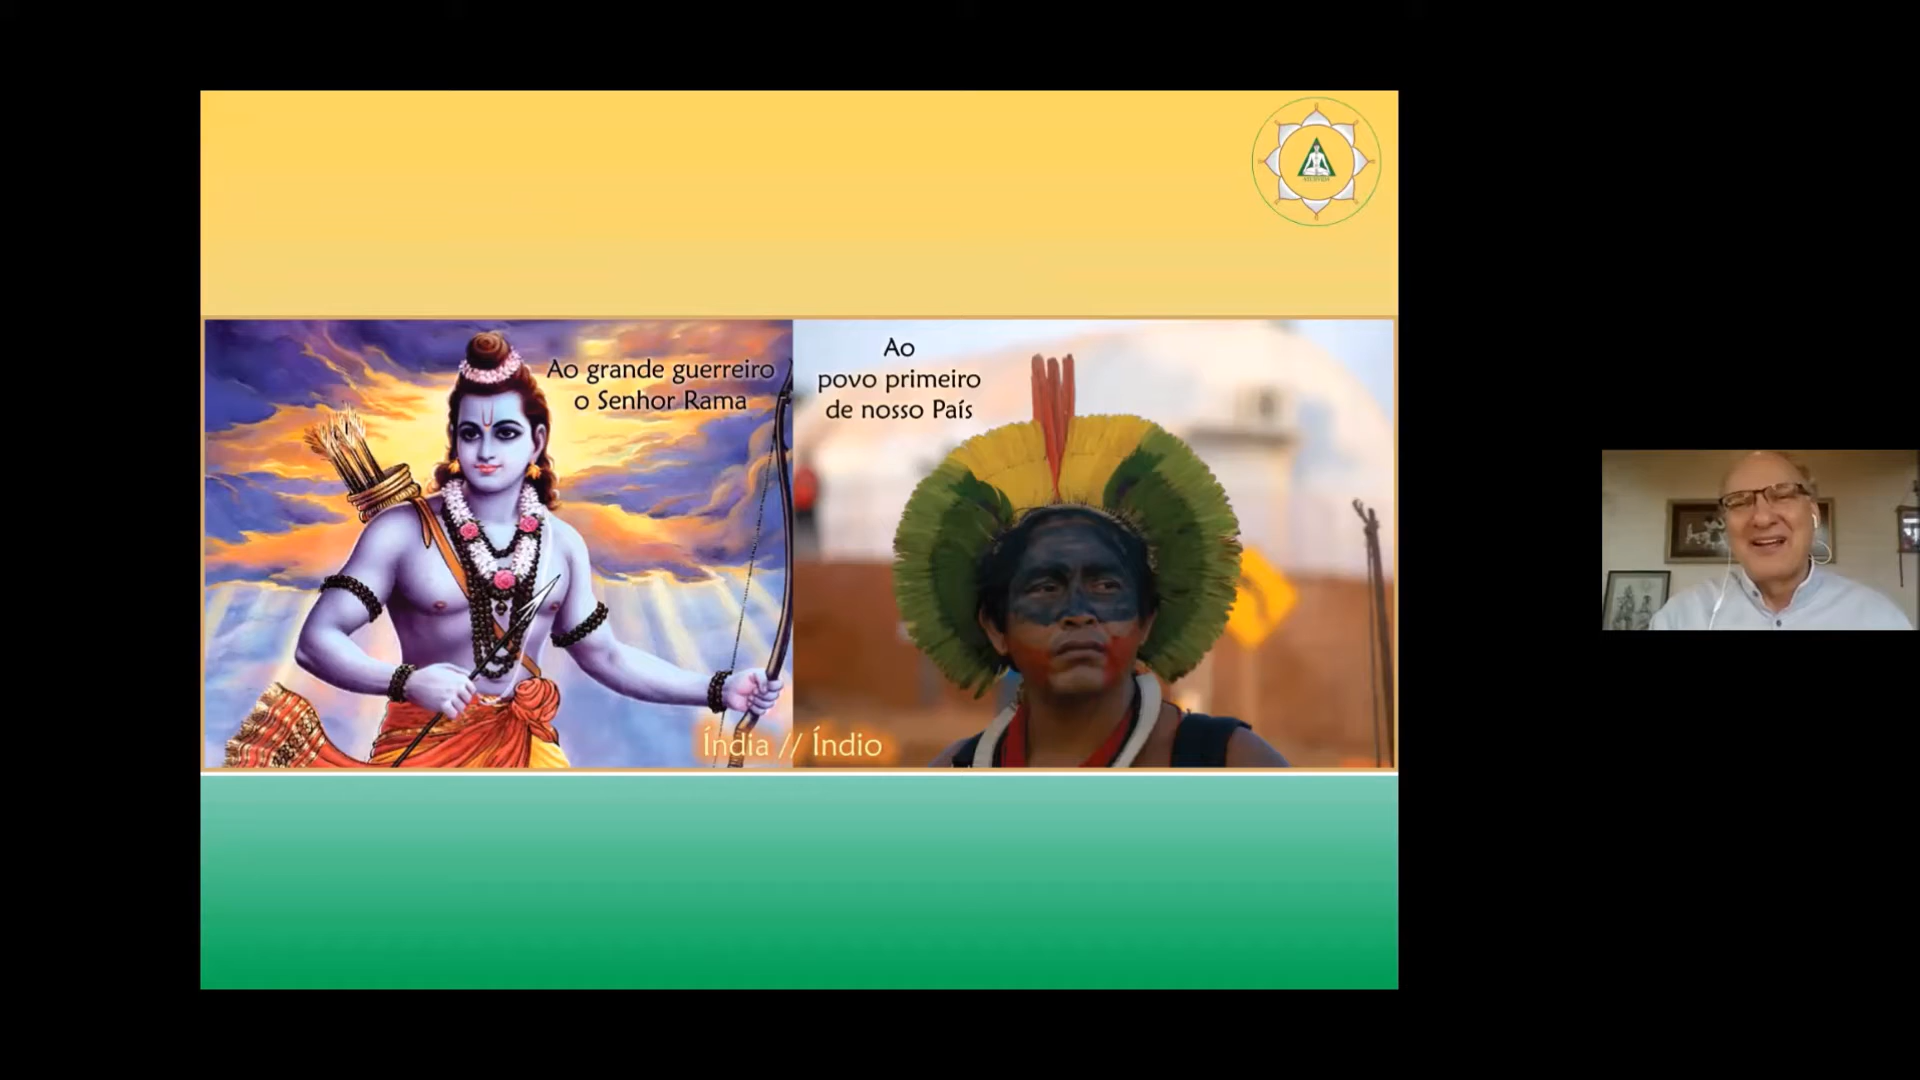 Ao grande guerreiro
o Senhor Rama
Ao
povo primeiro
de nosso País
Índia // Índio